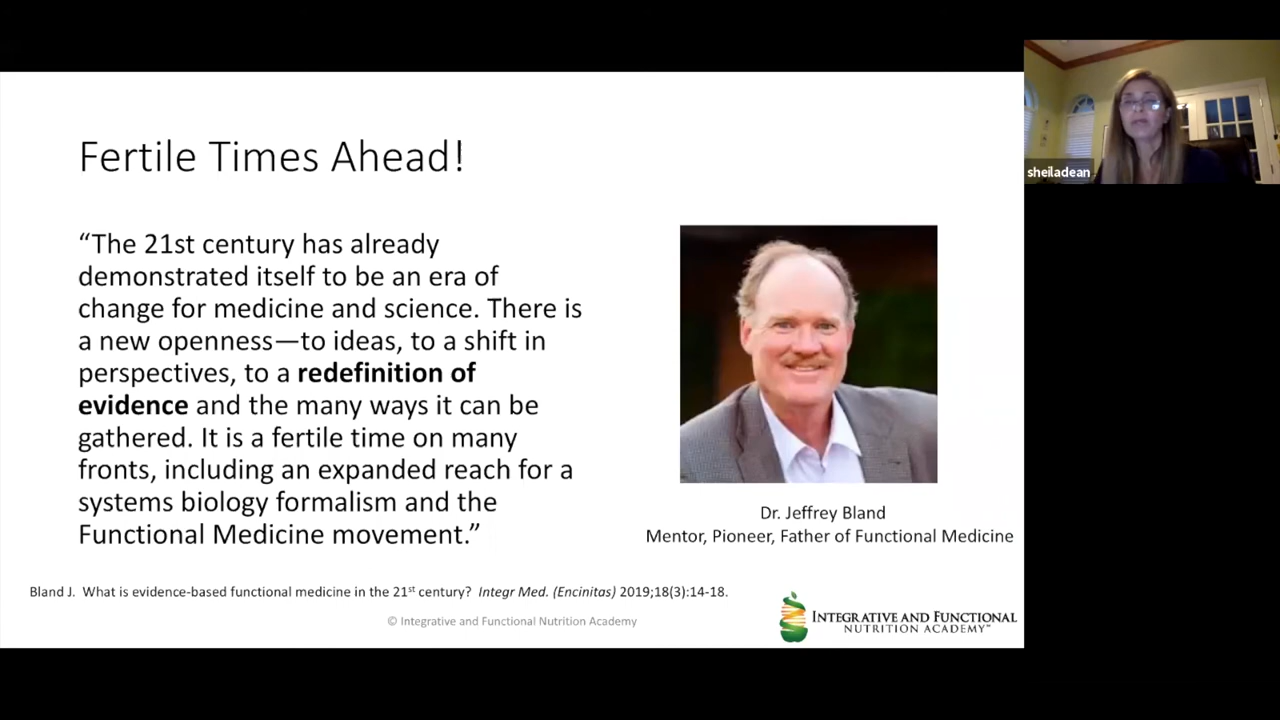 Fertile Times Ahead!
“The 21st century has already
demonstrated itself to be an era of
change for medicine and science. There is
a new openness—to ideas, to a shift in
perspectives, to a redefinition of
evidence and the many ways it can be
gathered. It is a fertile time on many
fronts, including an expanded reach for a
systems biology formalism and the
Functional Medicine movement.”
Dr. Jeffrey Bland
Mentor, Pioneer, Father of Functional Medicine
Bland J. What is evidence-based functional medicine in the 21st century? Integr Med. (Encinitas) 2019;18(3):14-18.
© Integrative and Functional Nutrition Academy
INTEGRATIVE AND FUNCTIONAL
NUTRITION ACADEMY™
sheiladean